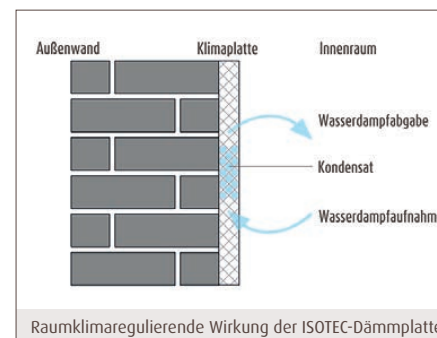 Außenwand Klimaplatte Innenraum
Wasserdampfabgabe
Kondensat
Wasserdampfaufnahm
Raumklimaregulierende Wirkung der ISOTEC-Dämmplatte